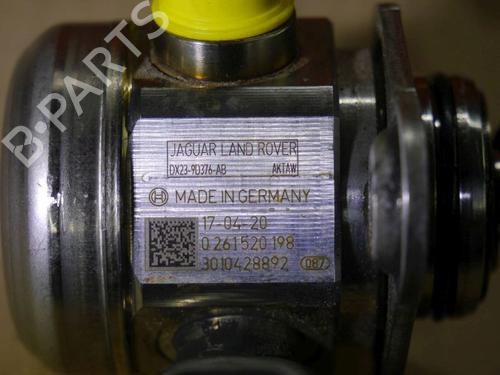 B-PARTS
JAGUAR LAND ROVER
DX23-9D376-AB AKTAW
MADE IN GERMANY
17-04-20
0 261 520 198
3010428892 087